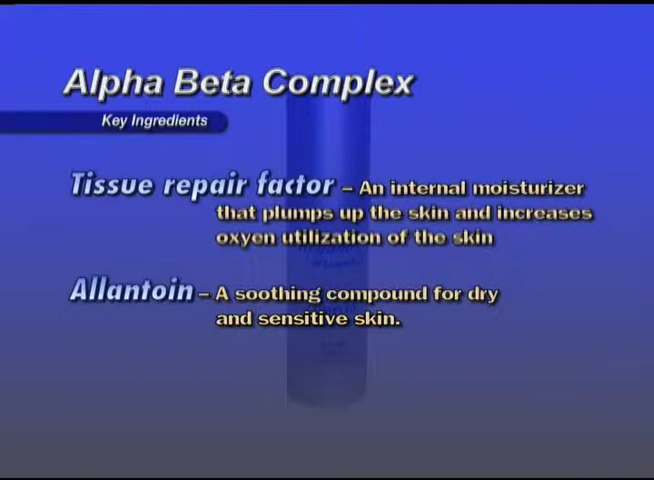 Alpha Beta Complex
Key Ingredients
Tissue repair factor – An internal moisturizer
that plumps up the skin and increases
oxyen utilization of the skin
Allantoin – A soothing compound for dry
and sensitive skin.